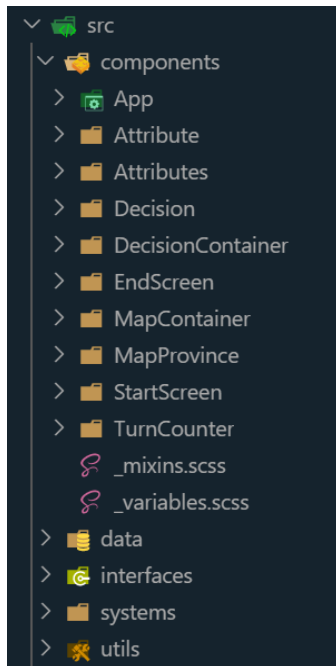 src
components
App
Attribute
Attributes
Decision
DecisionContainer
EndScreen
MapContainer
MapProvince
StartScreen
TurnCounter
_mixins.scss
_variables.scss
data
interfaces
systems
utils